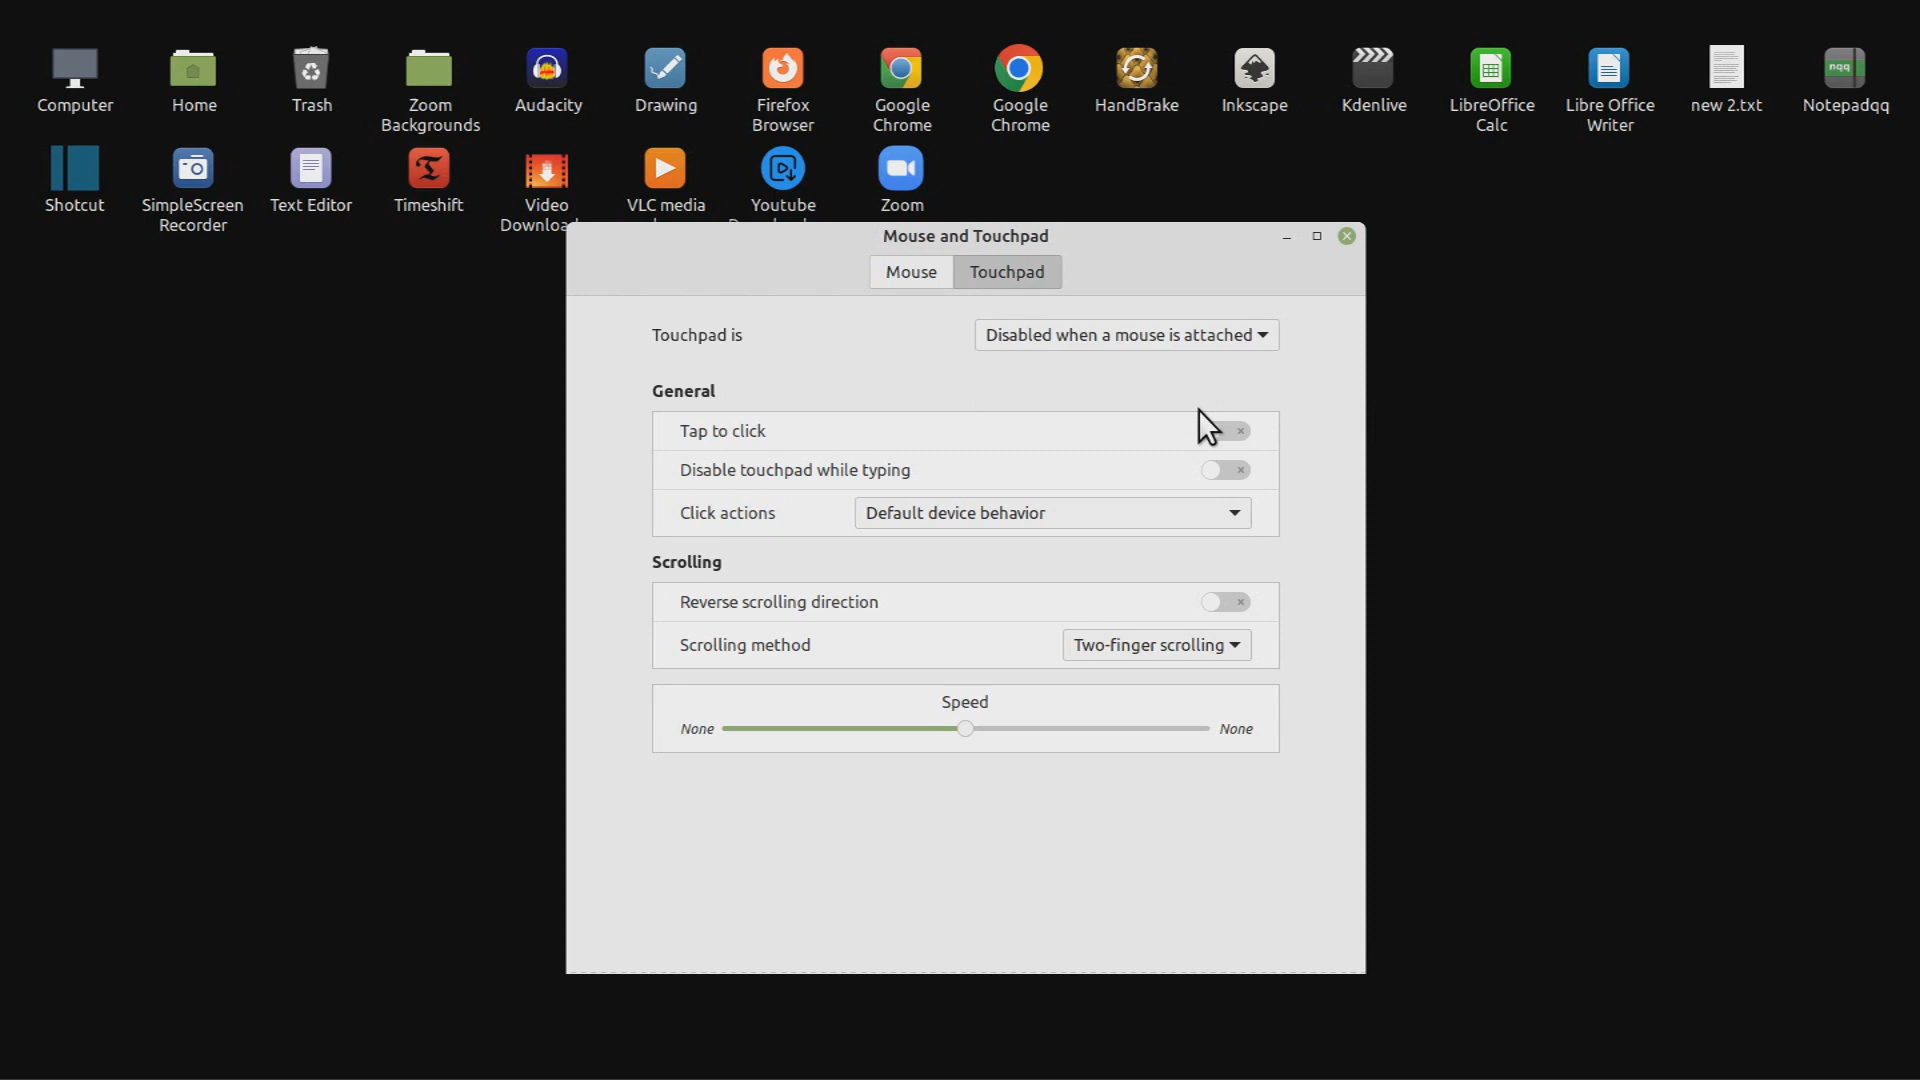 Computer
Home
Trash
Zoom
Backgrounds
Audacity
Drawing
Firefox
Browser
Google
Chrome
Google
Chrome
HandBrake
Inkscape
Kdenlive
LibreOffice
Calc
Libre Office
Writer
new 2.txt
nqq
Notepadqq
Shotcut
SimpleScreen
Recorder
Text Editor
Timeshift
Video
VLC media
Youtube
Zoom
Mouse and Touchpad
Mouse
Touchpad
Touchpad is
Disabled when a mouse is attached
General
Tap to click
Disable touchpad while typing
Click actions
Default device behavior
Scrolling
Reverse scrolling direction
Scrolling method
Two-finger scrolling
Speed
None
None